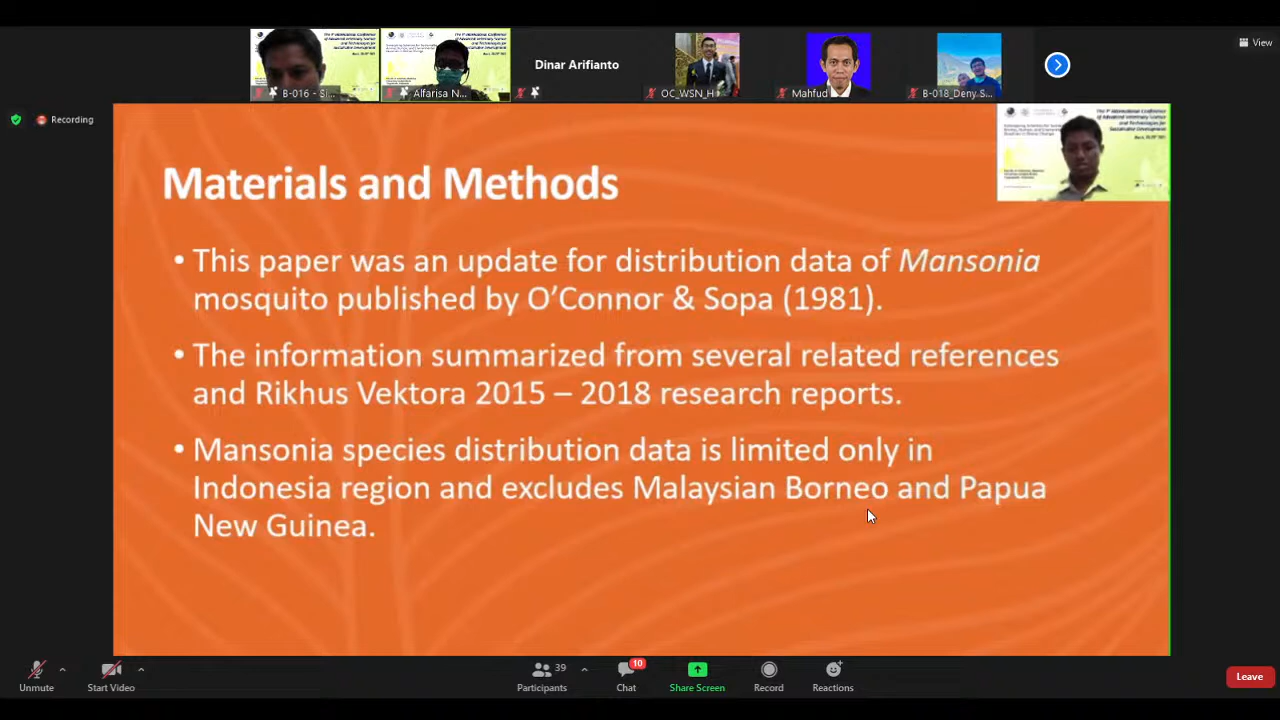 View
Dinar Arifianto
B-016 - Si...
Alfarisa N...
OC_WSN_H
Mahfud
B-018_Deny S...
Recording
Materials and Methods
• This paper was an update for distribution data of Mansonia
mosquito published by O’Connor & Sopa (1981).
• The information summarized from several related references
and Rikhus Vektora 2015 – 2018 research reports.
• Mansonia species distribution data is limited only in
Indonesia region and excludes Malaysian Borneo and Papua
New Guinea.
Unmute
Start Video
39
Participants
10
Chat
Share Screen
Record
Reactions
Leave